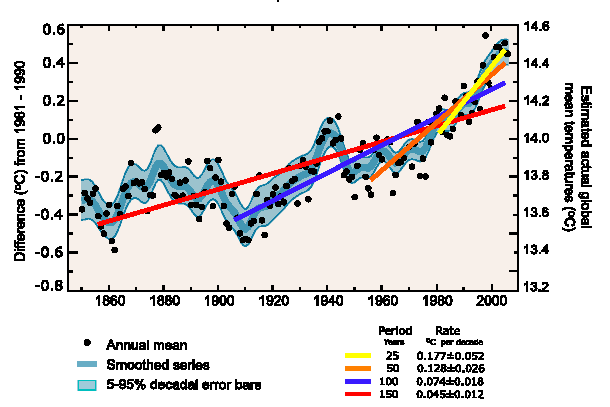 0.6
0.4
0.2
0.0
-0.2
-0.4
-0.6
-0.8
Difference (°C) from 1961 - 1990
14.6
14.4
14.2
14.0
13.8
13.6
13.4
13.2
Estimated actual global
mean temperatures (°C)
1860 1880 1900 1920 1940 1960 1980 2000
Annual mean
Smoothed series
5-95% decadal error bars
Period Rate
Years °C per decade
25 0.177±0.052
50 0.128±0.026
100 0.074±0.018
150 0.045±0.012